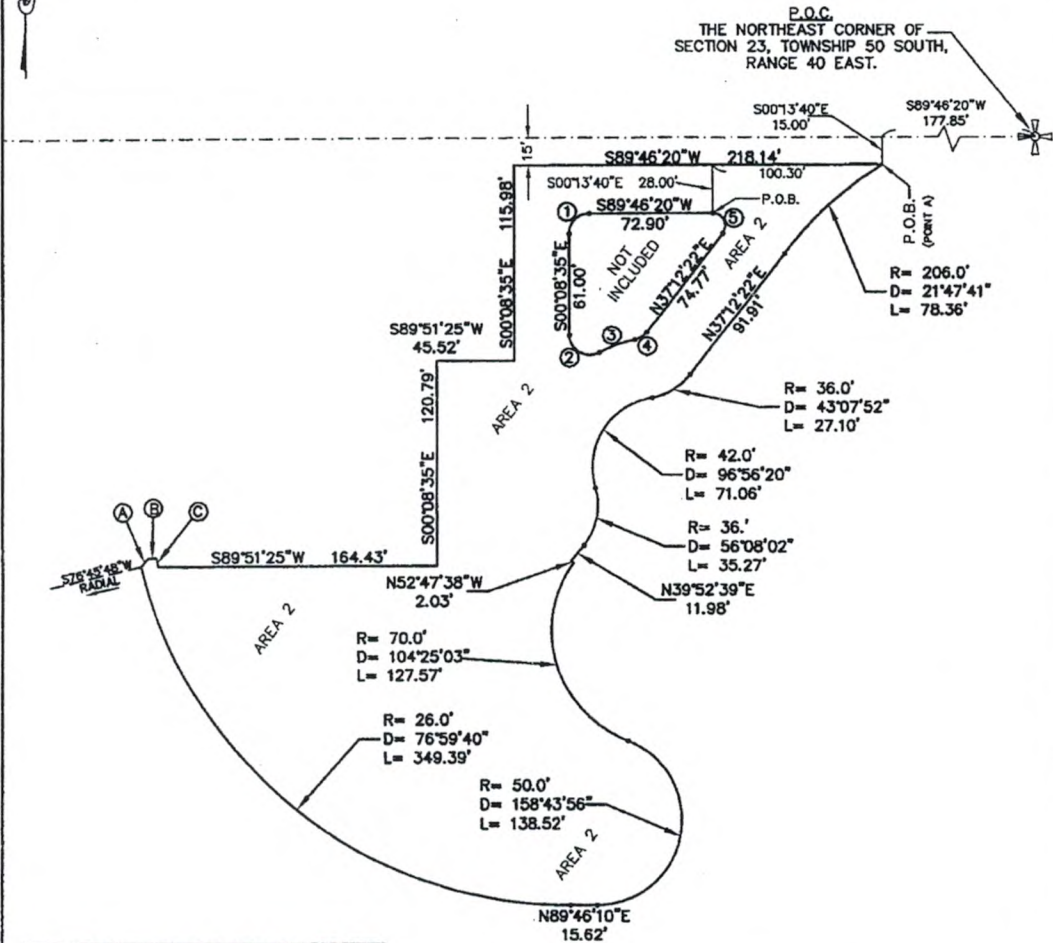 P.O.C.
THE NORTHEAST CORNER OF
SECTION 23, TOWNSHIP 50 SOUTH,
RANGE 40 EAST.
S00°13'40"E
15.00'
S89°46'20"W
177.85'
15'
S89°46'20"W 218.14'
100.30'
S00°13'40"E 28.00'
P.O.B.
P.O.B.
(POINT A)
115.98'
S00°08'35"E
1
S89°46'20"W
72.90'
5
NOT
INCLUDED
AREA 2
S00°08'35"E
61.00'
N37°12'22"E
74.77'
2
3
4
N37°12'22"E
91.91'
R= 206.0'
D= 21°47'41"
L= 78.36'
S89°51'25"W
45.52'
120.79'
S00°08'35"E
AREA 2
R= 36.0'
D= 43°07'52"
L= 27.10'
R= 42.0'
D= 96°56'20"
L= 71.06'
R= 36.'
D= 56°08'02"
L= 35.27'
A
B
C
RADIAL
S89°51'25"W 164.43'
N52°47'38"W
2.03'
N39°52'39"E
11.98'
AREA 2
R= 70.0'
D= 104°25'03"
L= 127.57'
R= 26.0'
D= 76°59'40"
L= 349.39'
R= 50.0'
D= 158°43'56"
L= 138.52'
AREA 2
N89°46'10"E
15.62'